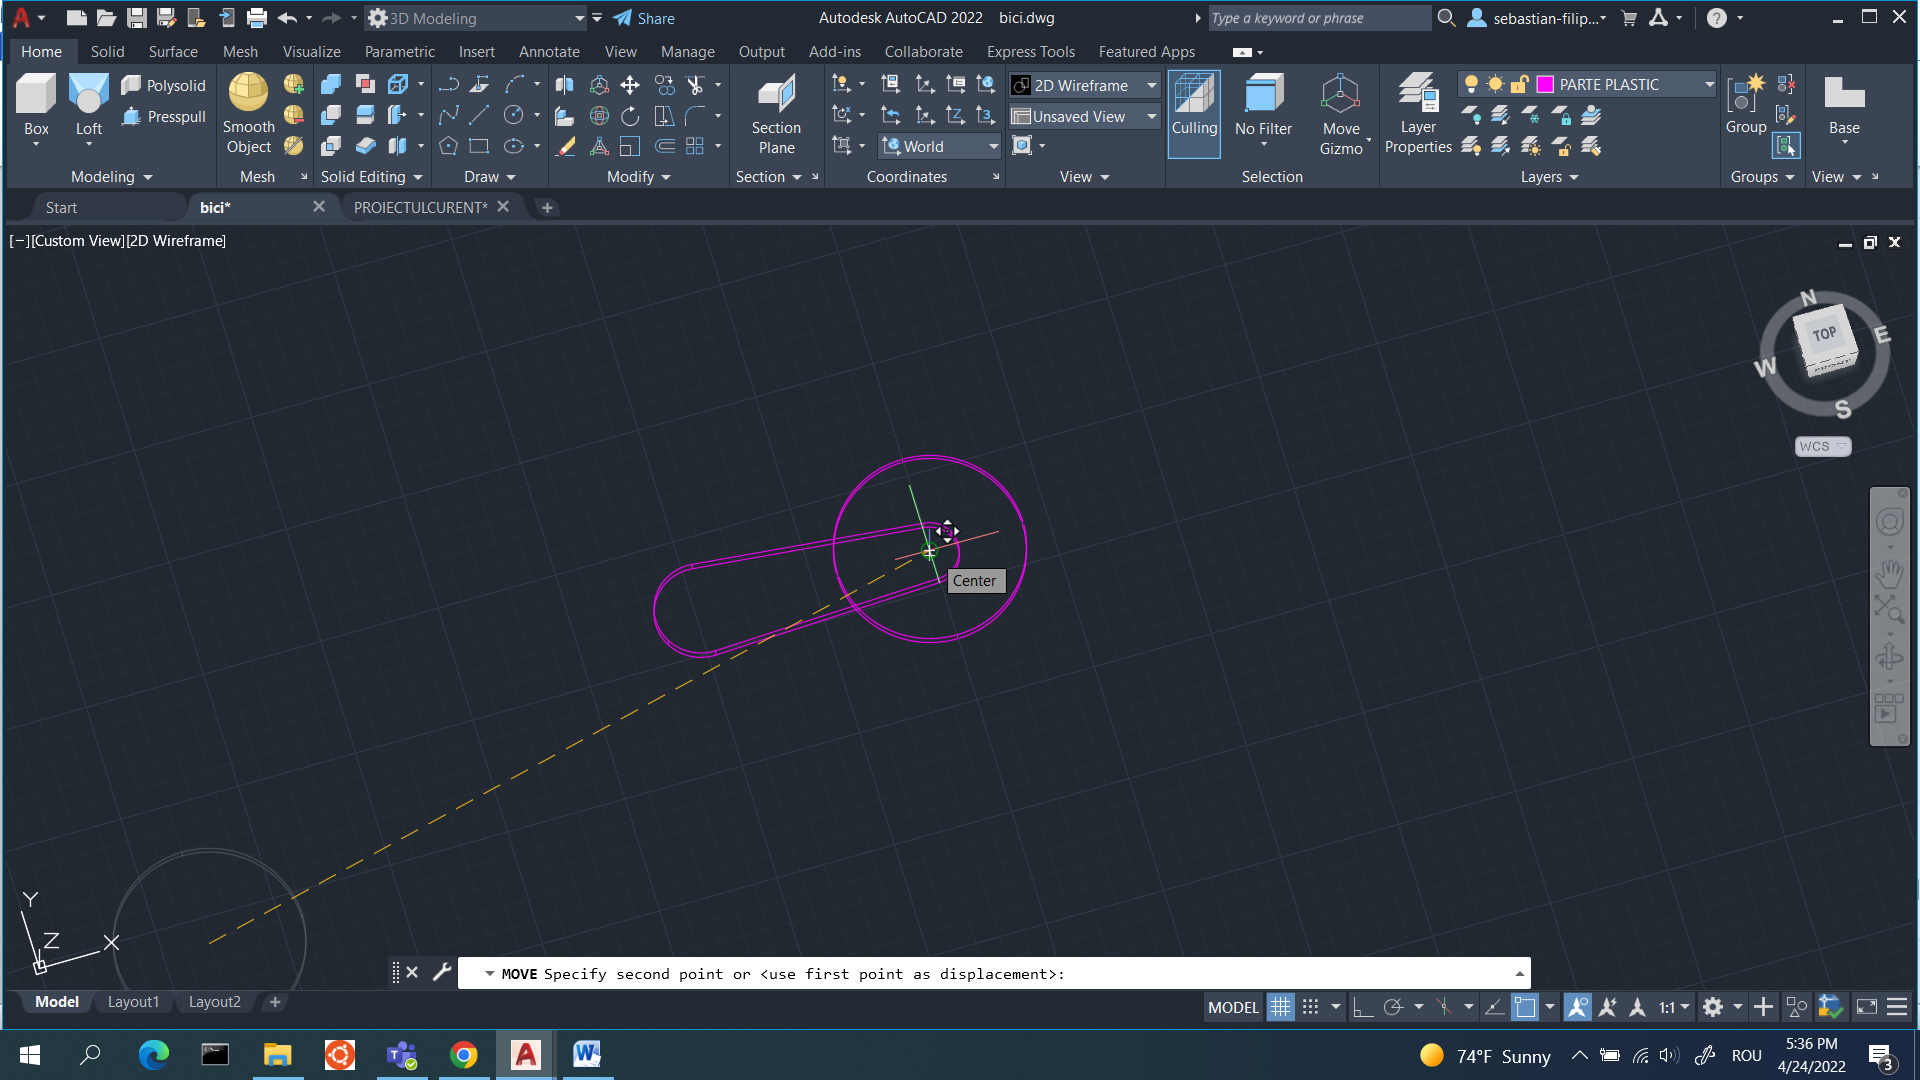 3D Modeling
Share
Autodesk AutoCAD 2022 bici.dwg
Type a keyword or phrase
sebastian-filip...
Home Solid Surface Mesh Visualize Parametric Insert Annotate View Manage Output Add-ins Collaborate Express Tools Featured Apps
Box
Loft
Polysolid
Presspull
Modeling
Smooth
Object
Mesh
Solid Editing
Draw
Modify
Section
Plane
Section
World
Coordinates
2D Wireframe
Unsaved View
View
Culling
No Filter
Move
Gizmo
Selection
Layer
Properties
PARTE PLASTIC
Layers
Group
Groups
Base
View
Start
bici*
PROIECTULCURENT*
[−][Custom View][2D Wireframe]
N
E
S
W
TOP
FRONT
WCS
Center
Y
Z
X
MOVE Specify second point or <use first point as displacement>:
Model Layout1 Layout2
MODEL
1:1
74°F Sunny
ROU
5:36 PM
4/24/2022
3